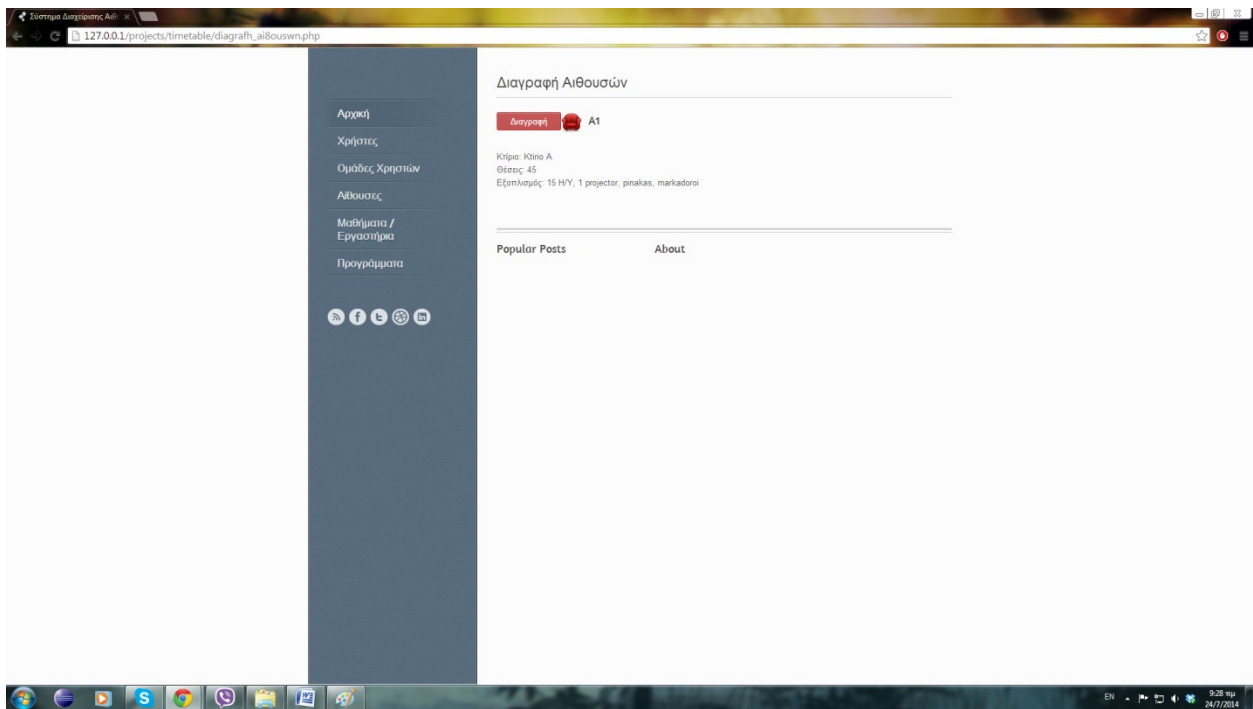 Σύστημα Διαχείρισης Αιθ
127.0.0.1/projects/timetable/diagrafh_ai8ouswn.php
Αρχική
Χρήστες
Ομάδες Χρηστών
Αίθουσες
Μαθήματα /
Εργαστήρια
Προγράμματα
Διαγραφή Αιθουσών
Διαγραφή A1
Κτίριο: Ktirio A
Θέσεις: 45
Εξοπλισμός: 15 H/Y, 1 projector, pinakas, markadoroi
Popular Posts About
EN
9:28 πμ
24/7/2014